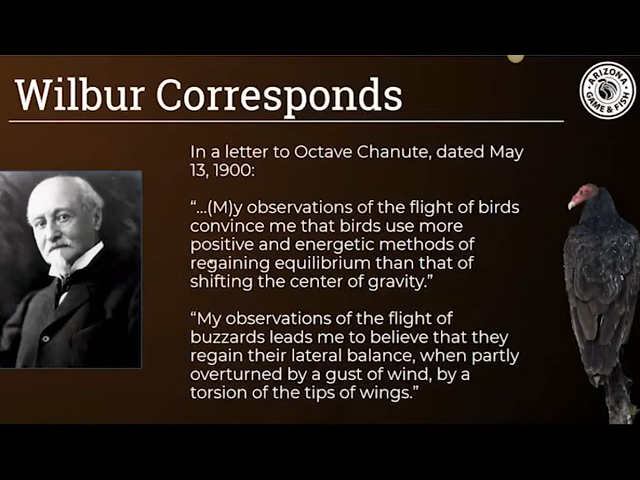 Wilbur Corresponds
ARIZONA
GAME & FISH
In a letter to Octave Chanute, dated May
13, 1900:
“...(M)y observations of the flight of birds
convince me that birds use more
positive and energetic methods of
regaining equilibrium than that of
shifting the center of gravity.”
“My observations of the flight of
buzzards leads me to believe that they
regain their lateral balance, when partly
overturned by a gust of wind, by a
torsion of the tips of wings.”